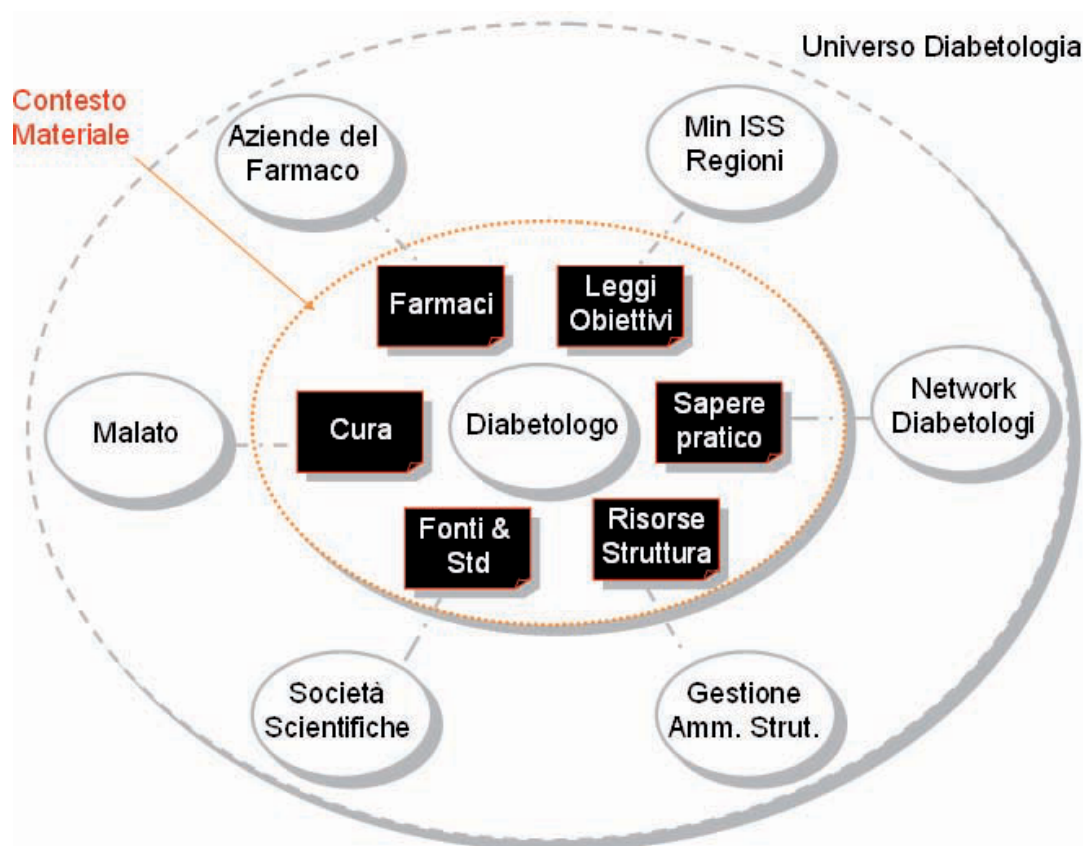 Universo Diabetologia
Contesto
Materiale
Aziende del
Farmaco
Min ISS
Regioni
Farmaci
Leggi
Obiettivi
Malato
Cura
Diabetologo
Sapere
pratico
Network
Diabetologi
Fonti &
Std
Risorse
Struttura
Società
Scientifiche
Gestione
Amm. Strut.